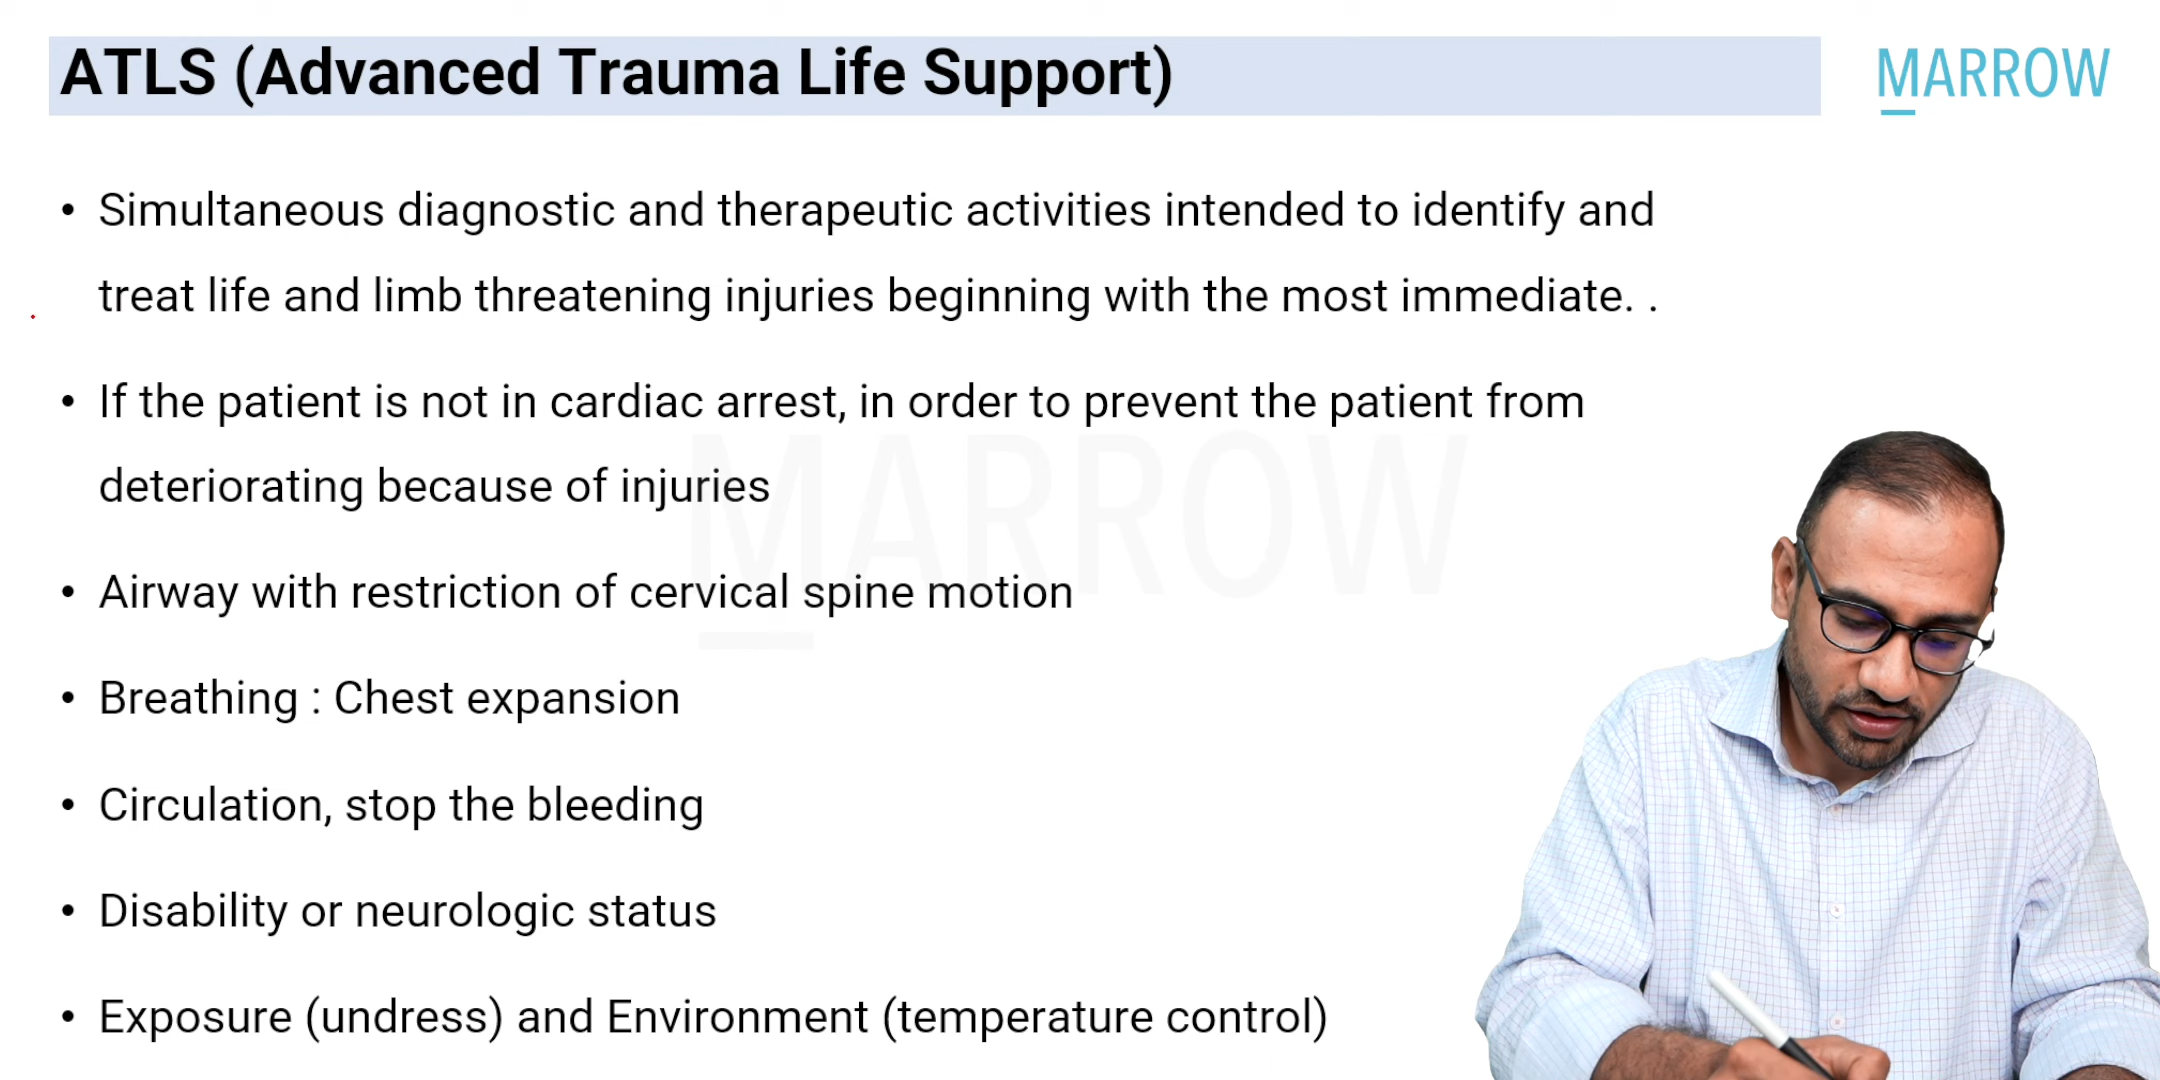 ATLS (Advanced Trauma Life Support)
MARROW
• Simultaneous diagnostic and therapeutic activities intended to identify and
treat life and limb threatening injuries beginning with the most immediate. .
• If the patient is not in cardiac arrest, in order to prevent the patient from
deteriorating because of injuries
MARROW
• Airway with restriction of cervical spine motion
• Breathing : Chest expansion
• Circulation, stop the bleeding
• Disability or neurologic status
• Exposure (undress) and Environment (temperature control)